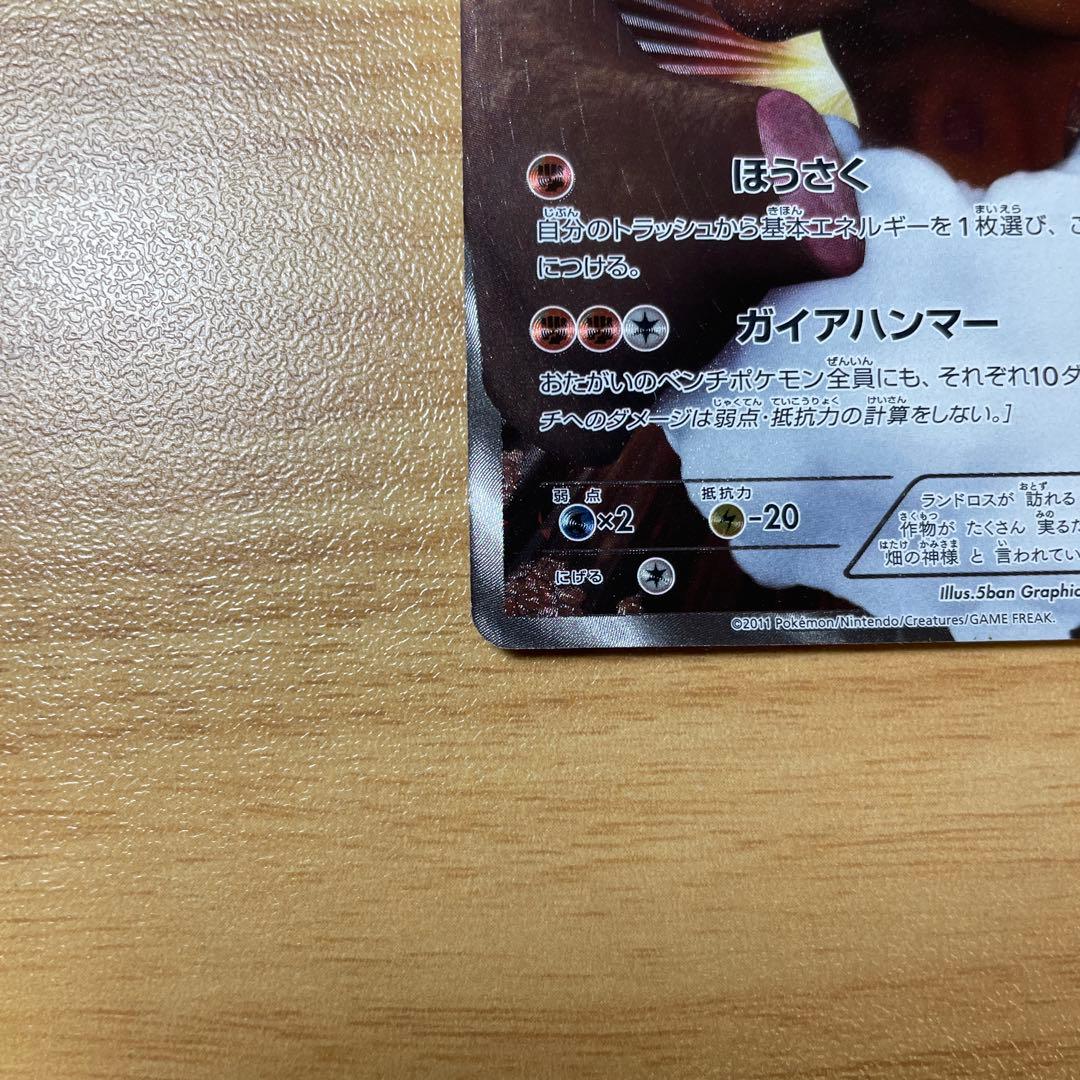 ほうさく
自分のトラッシュから基本エネルギーを1枚選び、こ
につける。
ガイアハンマー
おたがいのベンチポケモン全員にも、それぞれ10ダ
チへのダメージは弱点・抵抗力の計算をしない。]
弱点 ×2 抵抗力 -20
にげる
ランドロスが 訪れる
作物が たくさん 実るた
畑の神様 と 言われてい
Illus.5ban Graphic
©2011 Pokémon/Nintendo/Creatures/GAME FREAK.